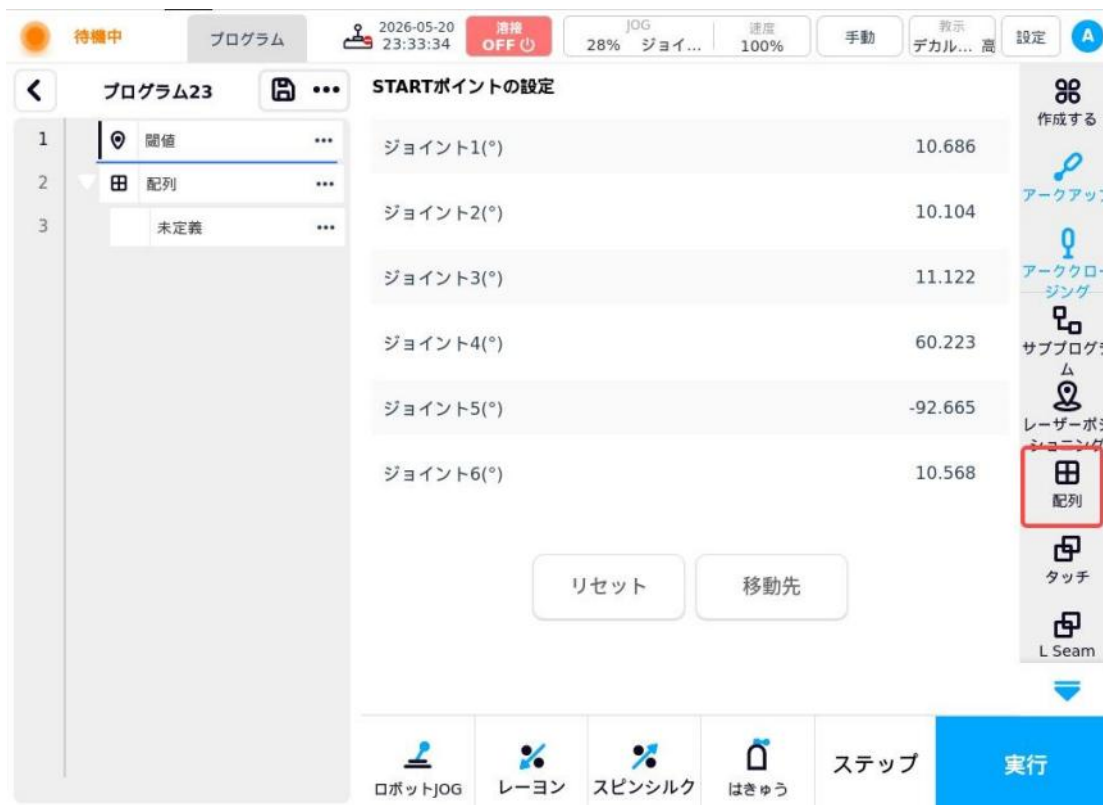 待機中
プログラム
2026-05-20
23:33:34
溶接
OFF
JOG
28% ジョイ...
速度
100%
手動
教示
デカル... 高
設定
A
プログラム23
•••
STARTポイントの設定
1 閾値 •••
2 配列 •••
3 未定義 •••
ジョイント1(°) 10.686
ジョイント2(°) 10.104
ジョイント3(°) 11.122
ジョイント4(°) 60.223
ジョイント5(°) -92.665
ジョイント6(°) 10.568
リセット
移動先
作成する
アークアップ
アーククロー
ジング
サブプログラ
ム
レーザーポジ
ショニング
配列
タッチ
L Seam
ロボットJOG
レーヨン
スピンシルク
はきゅう
ステップ
実行